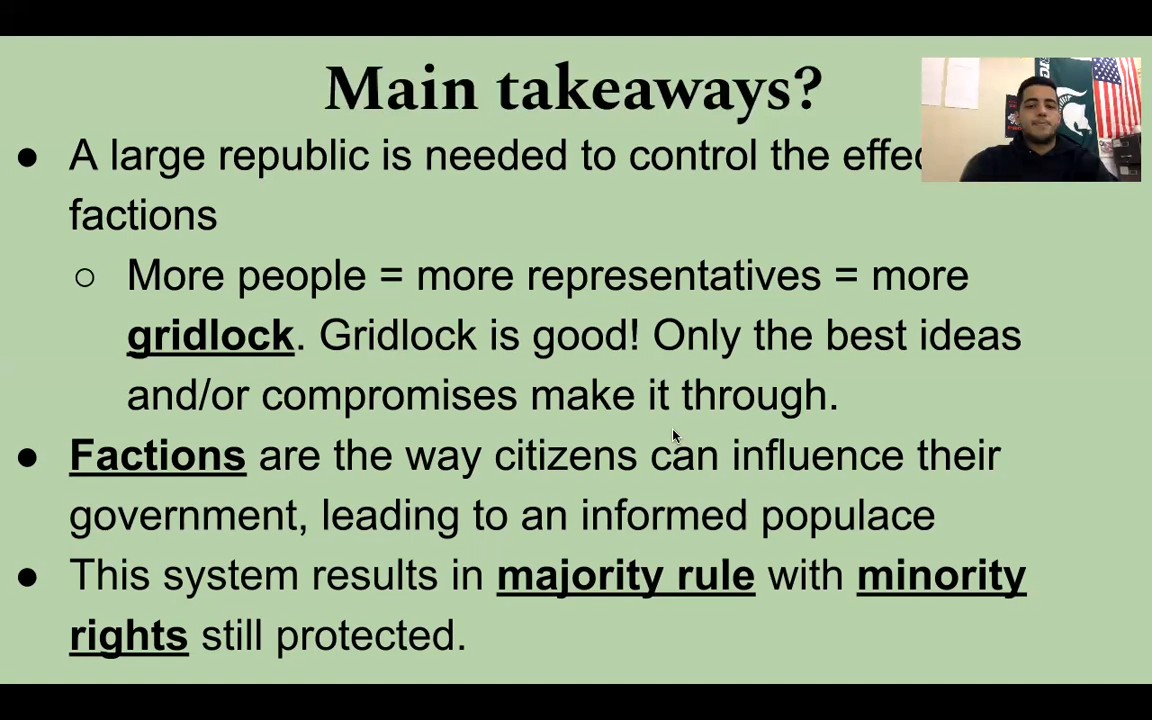 Main takeaways?
● A large republic is needed to control the
factions
○ More people = more representatives = more
gridlock. Gridlock is good! Only the best ideas
and/or compromises make it through.
● Factions are the way citizens can influence their
government, leading to an informed populace
● This system results in majority rule with minority
rights still protected.